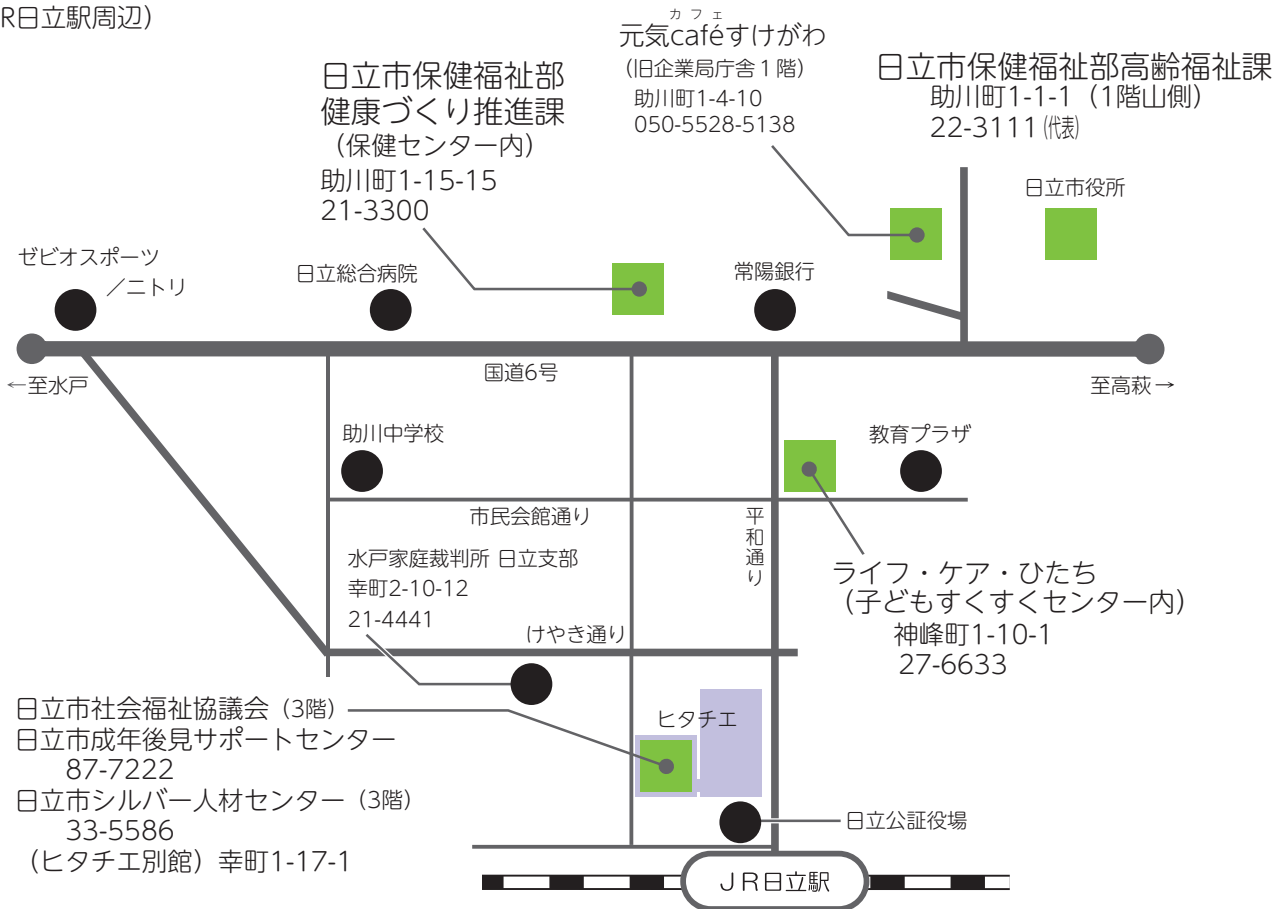 R日立駅周辺)
カフェ
元気caféすけがわ
(旧企業局庁舎1階)
助川町1-4-10
050-5528-5138
日立市保健福祉部高齢福祉課
助川町1-1-1(1階山側)
22-3111(代表)
日立市保健福祉部
健康づくり推進課
(保健センター内)
助川町1-15-15
21-3300
日立市役所
ゼビオスポーツ
/ニトリ
日立総合病院
常陽銀行
国道6号
←至水戸
至高萩→
助川中学校
教育プラザ
市民会館通り
平和通り
水戸家庭裁判所 日立支部
幸町2-10-12
21-4441
けやき通り
ライフ・ケア・ひたち
(子どもすくすくセンター内)
神峰町1-10-1
27-6633
日立市社会福祉協議会(3階)
日立市成年後見サポートセンター
87-7222
日立市シルバー人材センター(3階)
33-5586
(ヒタチエ別館)幸町1-17-1
ヒタチエ
日立公証役場
JR日立駅